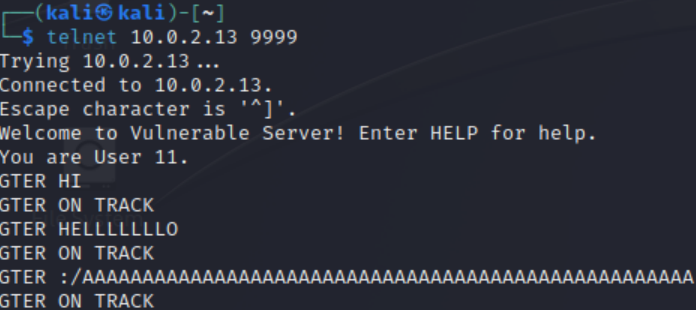 ┌──(kali㉿kali)-[~]
└─$ telnet 10.0.2.13 9999
Trying 10.0.2.13...
Connected to 10.0.2.13.
Escape character is '^]'.
Welcome to Vulnerable Server! Enter HELP for help.
You are User 11.
GTER HI
GTER ON TRACK
GTER HELLLLLLLO
GTER ON TRACK
GTER :/AAAAAAAAAAAAAAAAAAAAAAAAAAAAAAAAAAAAAAAAAAAAAAAAAAA
GTER ON TRACK